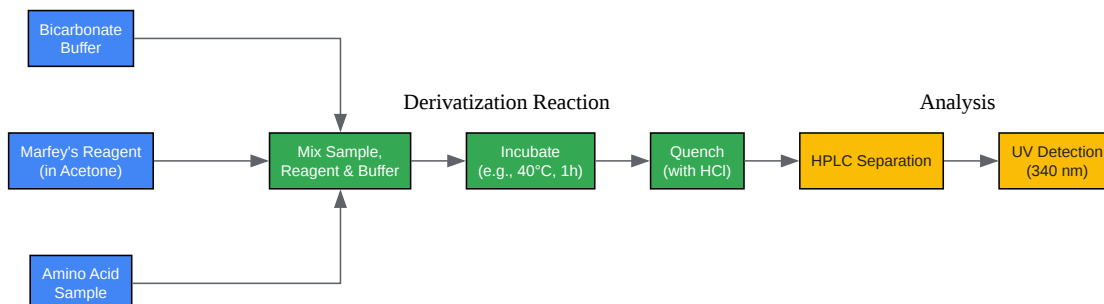 Bicarbonate
Buffer
Derivatization Reaction
Analysis
Marfey's Reagent
(in Acetone)
Mix Sample,
Reagent & Buffer
Incubate
(e.g., 40°C, 1h)
Quench
(with HCl)
HPLC Separation
UV Detection
(340 nm)
Amino Acid
Sample